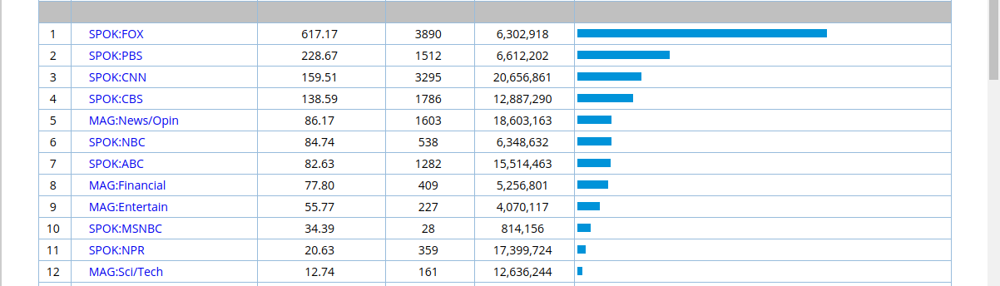 1 SPOK:FOX 617.17 3890 6,302,918
2 SPOK:PBS 228.67 1512 6,612,202
3 SPOK:CNN 159.51 3295 20,656,861
4 SPOK:CBS 138.59 1786 12,887,290
5 MAG:News/Opin 86.17 1603 18,603,163
6 SPOK:NBC 84.74 538 6,348,632
7 SPOK:ABC 82.63 1282 15,514,463
8 MAG:Financial 77.80 409 5,256,801
9 MAG:Entertain 55.77 227 4,070,117
10 SPOK:MSNBC 34.39 28 814,156
11 SPOK:NPR 20.63 359 17,399,724
12 MAG:Sci/Tech 12.74 161 12,636,244